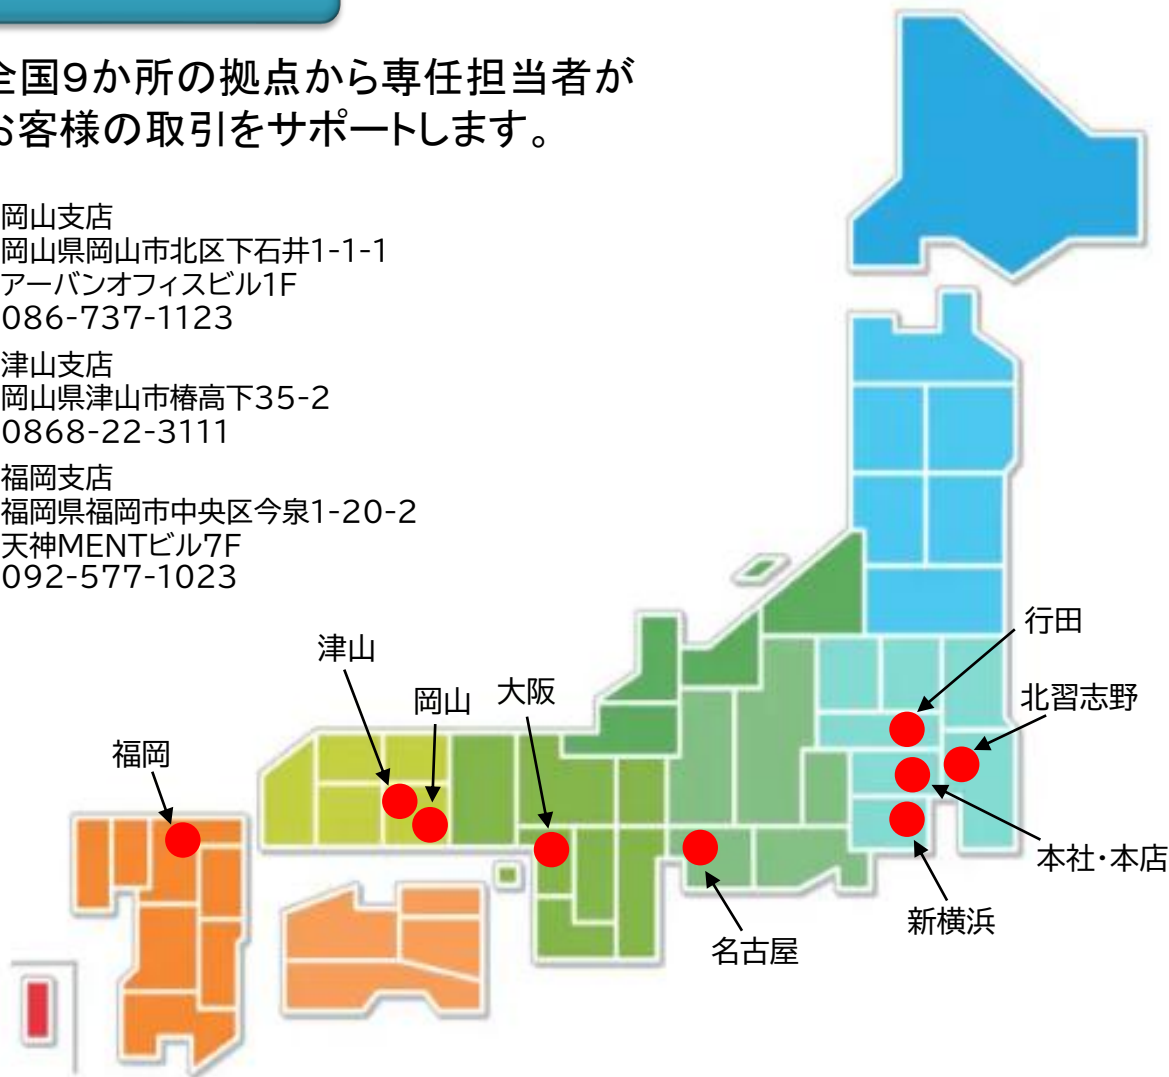 全国9か所の拠点から専任担当者が
お客様の取引をサポートします。
岡山支店
岡山県岡山市北区下石井1-1-1
アーバンオフィスビル1F
086-737-1123
津山支店
岡山県津山市椿高下35-2
0868-22-3111
福岡支店
福岡県福岡市中央区今泉1-20-2
天神MENTビル7F
092-577-1023
行田
津山
北習志野
岡山
大阪
福岡
本社・本店
新横浜
名古屋